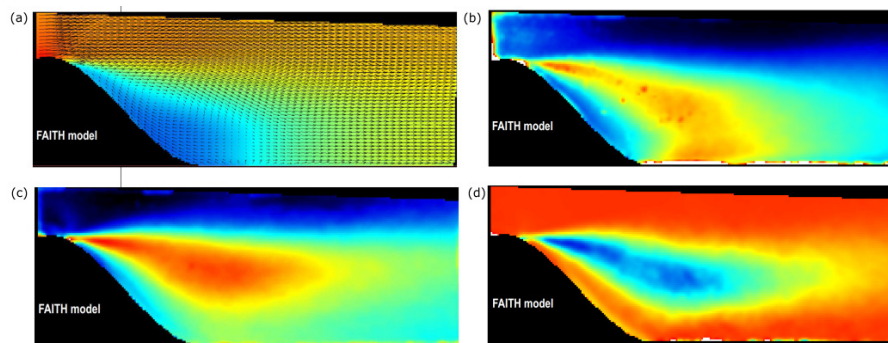 (a)
FAITH model
(b)
FAITH model
(c)
FAITH model
(d)
FAITH model